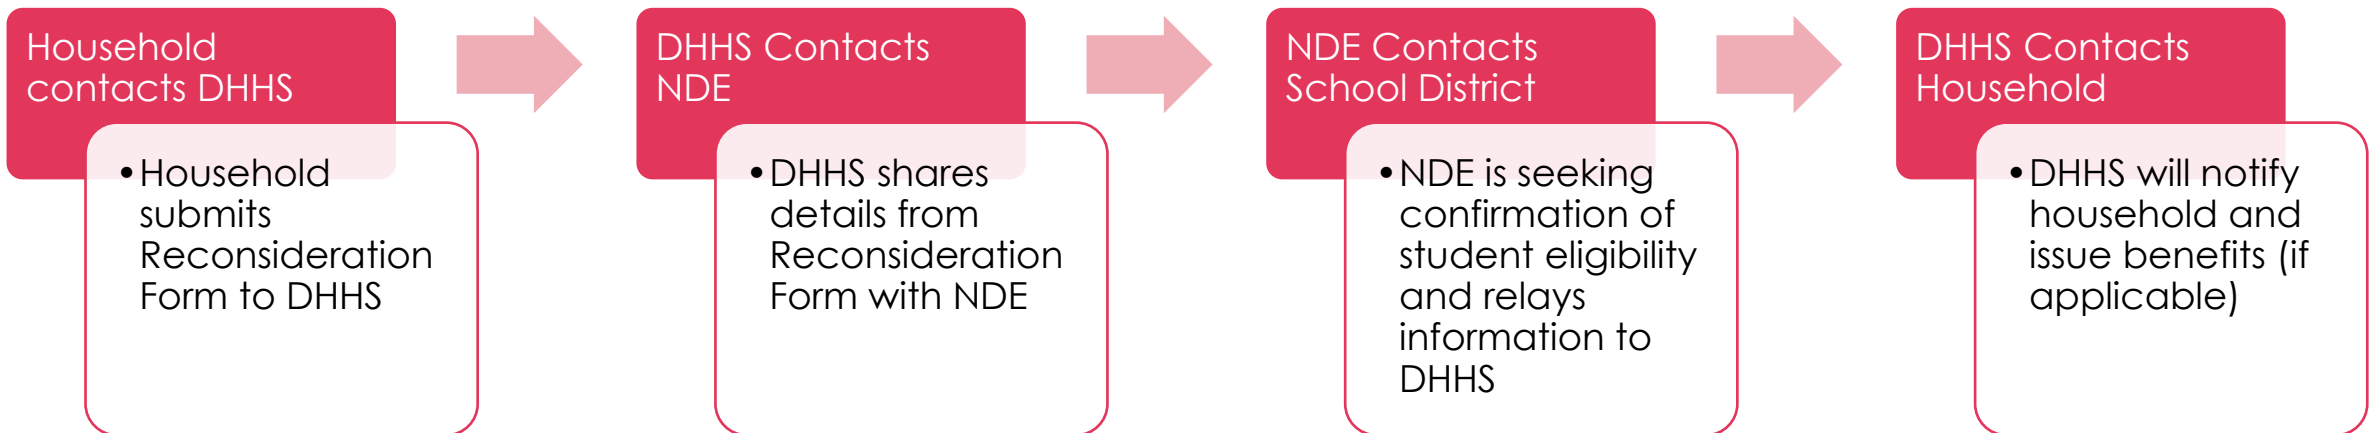 Household
contacts DHHS
•Household
submits
Reconsideration
Form to DHHS
DHHS Contacts
NDE
•DHHS shares
details from
Reconsideration
Form with NDE
NDE Contacts
School District
•NDE is seeking
confirmation of
student eligibility
and relays
information to
DHHS
DHHS Contacts
Household
•DHHS will notify
household and
issue benefits (if
applicable)